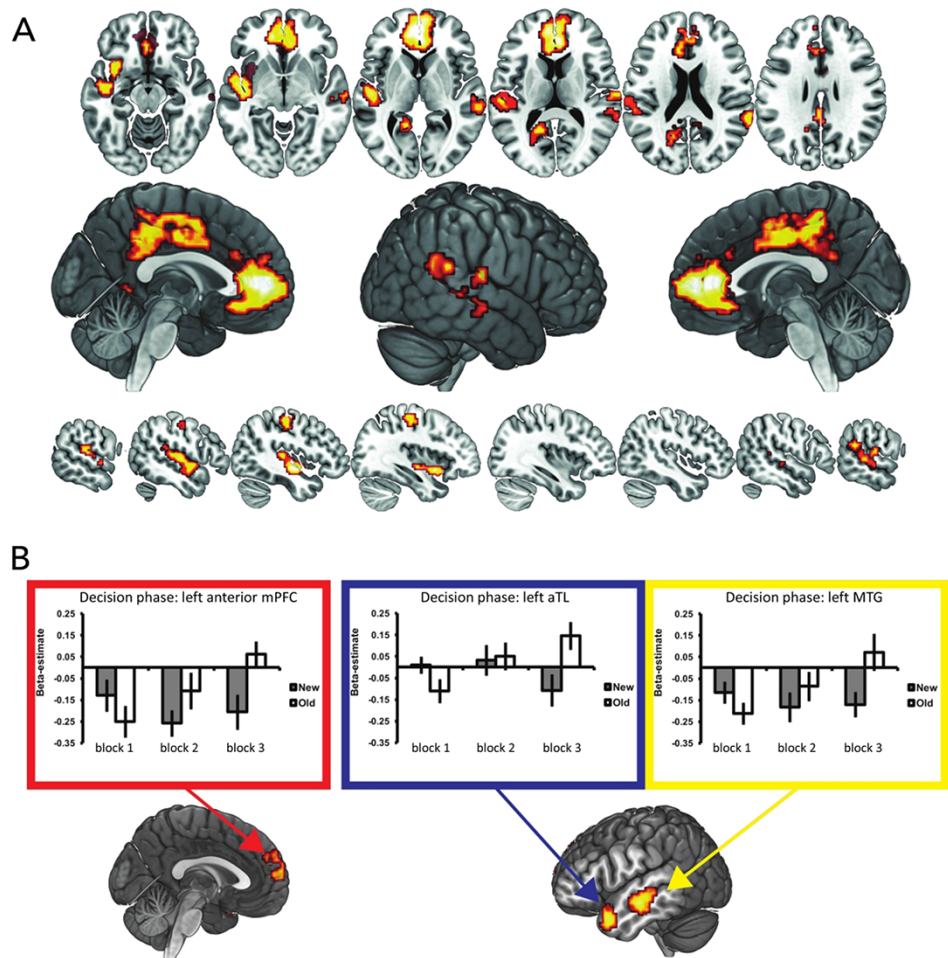 A
B
Decision phase: left anterior mPFC
0.25
0.15
0.05
-0.05
-0.15
-0.25
-0.35
Beta-estimate
block 1 block 2 block 3
New
Old
Decision phase: left aTL
0.25
0.15
0.05
-0.05
-0.15
-0.25
-0.35
Beta-estimate
block 1 block 2 block 3
New
Old
Decision phase: left MTG
0.25
0.15
0.05
-0.05
-0.15
-0.25
-0.35
Beta-estimate
block 1 block 2 block 3
New
Old